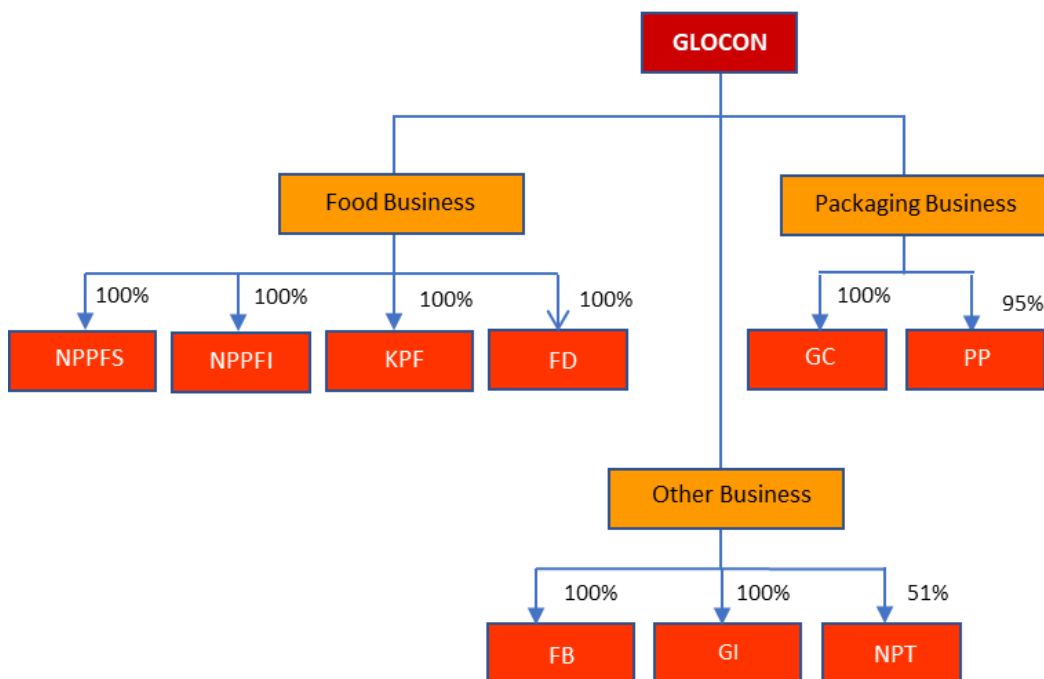 GLOCON
Food Business
Packaging Business
100%
100%
100%
100%
100%
95%
NPPFS
NPPFI
KPF
FD
GC
PP
Other Business
100%
100%
51%
FB
GI
NPT